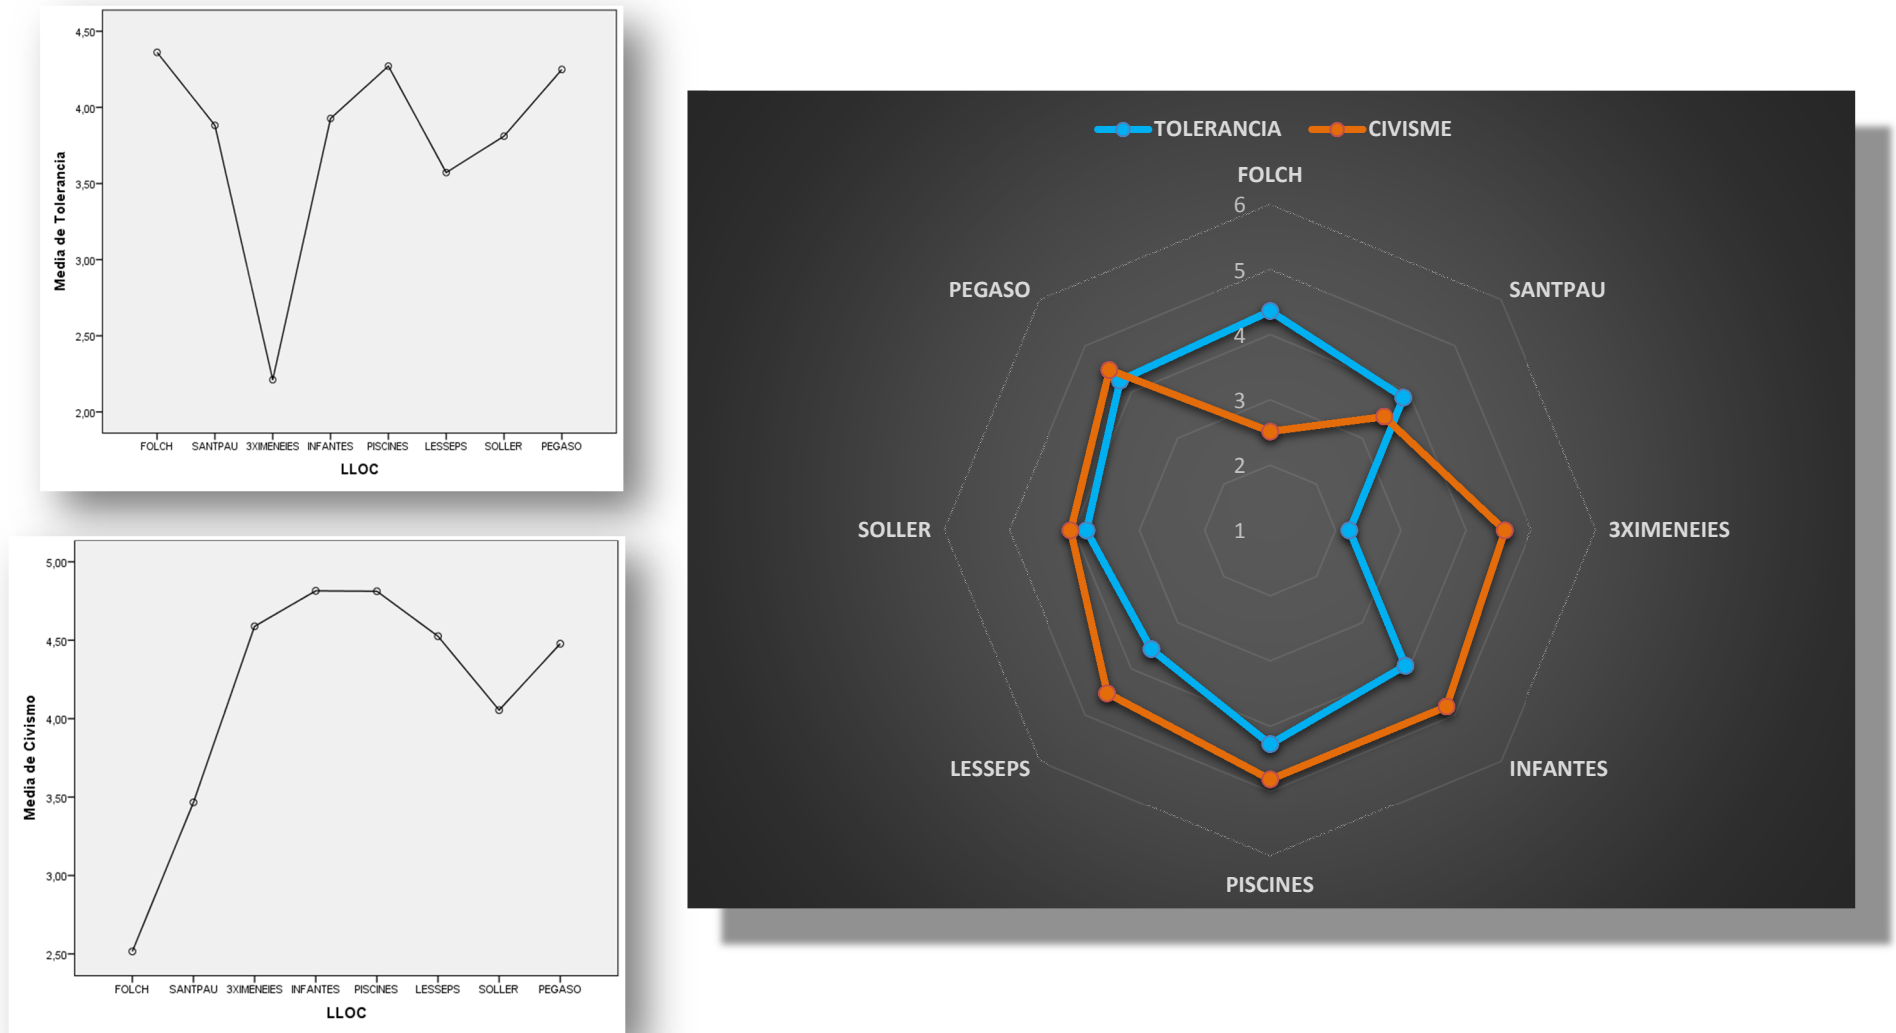 4,50
4,00
3,50
3,00
2,50
2,00
Media de Tolerancia
FOLCH SANTPAU 3XIMENEIES INFANTES PISCINES LESSEPS SOLLER PEGASO
LLOC
5,00
4,50
4,00
3,50
3,00
2,50
Media de Civismo
FOLCH SANTPAU 3XIMENEIES INFANTES PISCINES LESSEPS SOLLER PEGASO
LLOC
TOLERANCIA CIVISME
FOLCH
6
5
4
3
2
1
SANTPAU
3XIMENEIES
INFANTES
PISCINES
LESSEPS
SOLLER
PEGASO